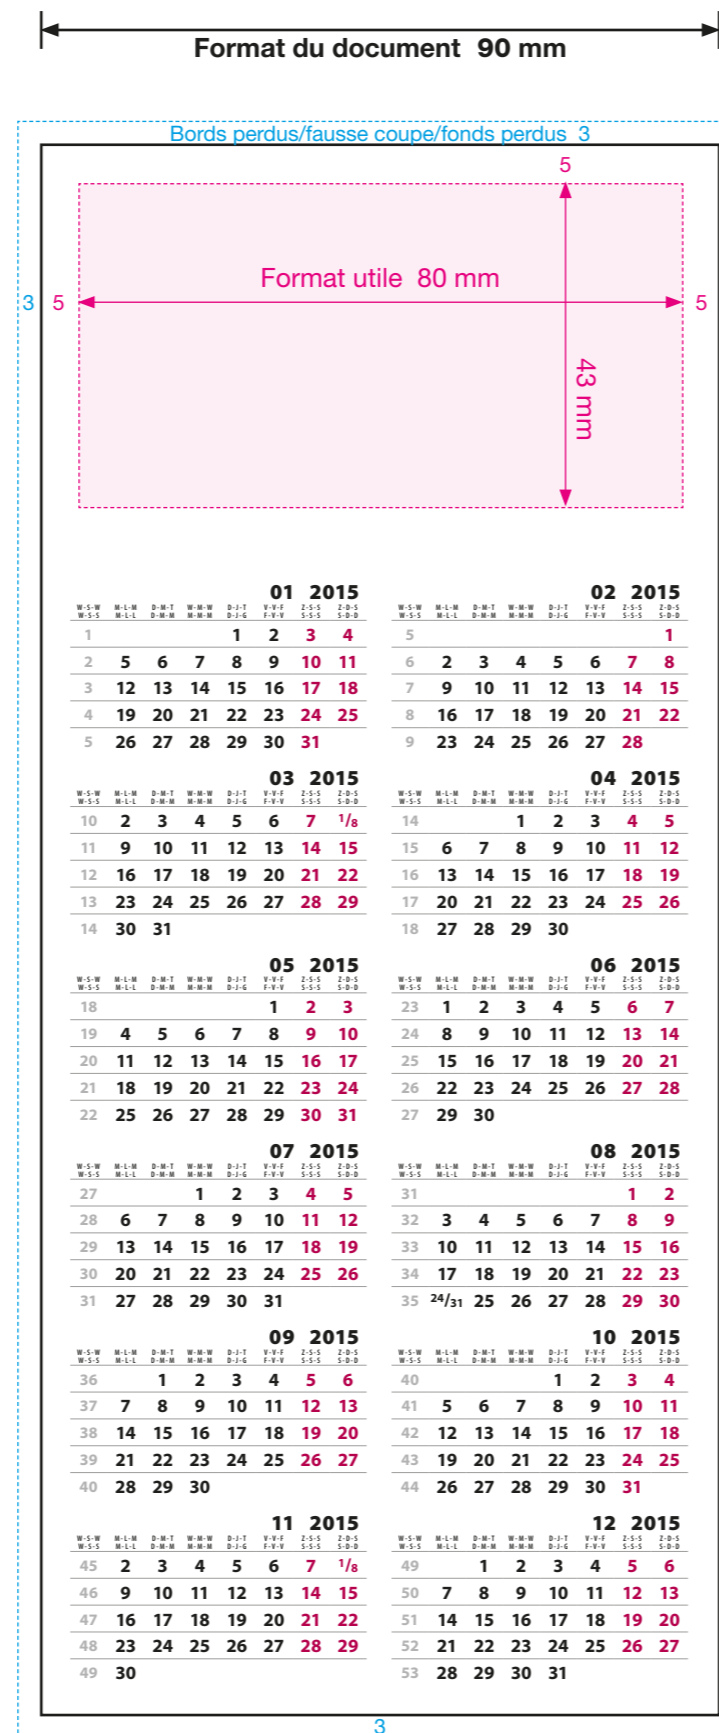 Format du document 90 mm
Bords perdus/fausse coupe/fonds perdus 3
5
Format utile 80 mm
3 5 5
43 mm
01 2015
W-S-W M-L-M D-M-T W-M-W D-J-T V-V-F Z-S-S Z-D-S
W-S-S M-L-L D-M-M M-M-M D-J-G F-V-V S-S-S S-D-D
1 1 2 3 4
2 5 6 7 8 9 10 11
3 12 13 14 15 16 17 18
4 19 20 21 22 23 24 25
5 26 27 28 29 30 31
02 2015
W-S-W M-L-M D-M-T W-M-W D-J-T V-V-F Z-S-S Z-D-S
W-S-S M-L-L D-M-M M-M-M D-J-G F-V-V S-S-S S-D-D
5 1
6 2 3 4 5 6 7 8
7 9 10 11 12 13 14 15
8 16 17 18 19 20 21 22
9 23 24 25 26 27 28
03 2015
W-S-W M-L-M D-M-T W-M-W D-J-T V-V-F Z-S-S Z-D-S
W-S-S M-L-L D-M-M M-M-M D-J-G F-V-V S-S-S S-D-D
10 2 3 4 5 6 7 1/8
11 9 10 11 12 13 14 15
12 16 17 18 19 20 21 22
13 23 24 25 26 27 28 29
14 30 31
04 2015
W-S-W M-L-M D-M-T W-M-W D-J-T V-V-F Z-S-S Z-D-S
W-S-S M-L-L D-M-M M-M-M D-J-G F-V-V S-S-S S-D-D
14 1 2 3 4 5
15 6 7 8 9 10 11 12
16 13 14 15 16 17 18 19
17 20 21 22 23 24 25 26
18 27 28 29 30
05 2015
W-S-W M-L-M D-M-T W-M-W D-J-T V-V-F Z-S-S Z-D-S
W-S-S M-L-L D-M-M M-M-M D-J-G F-V-V S-S-S S-D-D
18 1 2 3
19 4 5 6 7 8 9 10
20 11 12 13 14 15 16 17
21 18 19 20 21 22 23 24
22 25 26 27 28 29 30 31
06 2015
W-S-W M-L-M D-M-T W-M-W D-J-T V-V-F Z-S-S Z-D-S
W-S-S M-L-L D-M-M M-M-M D-J-G F-V-V S-S-S S-D-D
23 1 2 3 4 5 6 7
24 8 9 10 11 12 13 14
25 15 16 17 18 19 20 21
26 22 23 24 25 26 27 28
27 29 30
07 2015
W-S-W M-L-M D-M-T W-M-W D-J-T V-V-F Z-S-S Z-D-S
W-S-S M-L-L D-M-M M-M-M D-J-G F-V-V S-S-S S-D-D
27 1 2 3 4 5
28 6 7 8 9 10 11 12
29 13 14 15 16 17 18 19
30 20 21 22 23 24 25 26
31 27 28 29 30 31
08 2015
W-S-W M-L-M D-M-T W-M-W D-J-T V-V-F Z-S-S Z-D-S
W-S-S M-L-L D-M-M M-M-M D-J-G F-V-V S-S-S S-D-D
31 1 2
32 3 4 5 6 7 8 9
33 10 11 12 13 14 15 16
34 17 18 19 20 21 22 23
35 24/31 25 26 27 28 29 30
09 2015
W-S-W M-L-M D-M-T W-M-W D-J-T V-V-F Z-S-S Z-D-S
W-S-S M-L-L D-M-M M-M-M D-J-G F-V-V S-S-S S-D-D
36 1 2 3 4 5 6
37 7 8 9 10 11 12 13
38 14 15 16 17 18 19 20
39 21 22 23 24 25 26 27
40 28 29 30
10 2015
W-S-W M-L-M D-M-T W-M-W D-J-T V-V-F Z-S-S Z-D-S
W-S-S M-L-L D-M-M M-M-M D-J-G F-V-V S-S-S S-D-D
40 1 2 3 4
41 5 6 7 8 9 10 11
42 12 13 14 15 16 17 18
43 19 20 21 22 23 24 25
44 26 27 28 29 30 31
11 2015
W-S-W M-L-M D-M-T W-M-W D-J-T V-V-F Z-S-S Z-D-S
W-S-S M-L-L D-M-M M-M-M D-J-G F-V-V S-S-S S-D-D
45 2 3 4 5 6 7 1/8
46 9 10 11 12 13 14 15
47 16 17 18 19 20 21 22
48 23 24 25 26 27 28 29
49 30
12 2015
W-S-W M-L-M D-M-T W-M-W D-J-T V-V-F Z-S-S Z-D-S
W-S-S M-L-L D-M-M M-M-M D-J-G F-V-V S-S-S S-D-D
49 1 2 3 4 5 6
50 7 8 9 10 11 12 13
51 14 15 16 17 18 19 20
52 21 22 23 24 25 26 27
53 28 29 30 31
3